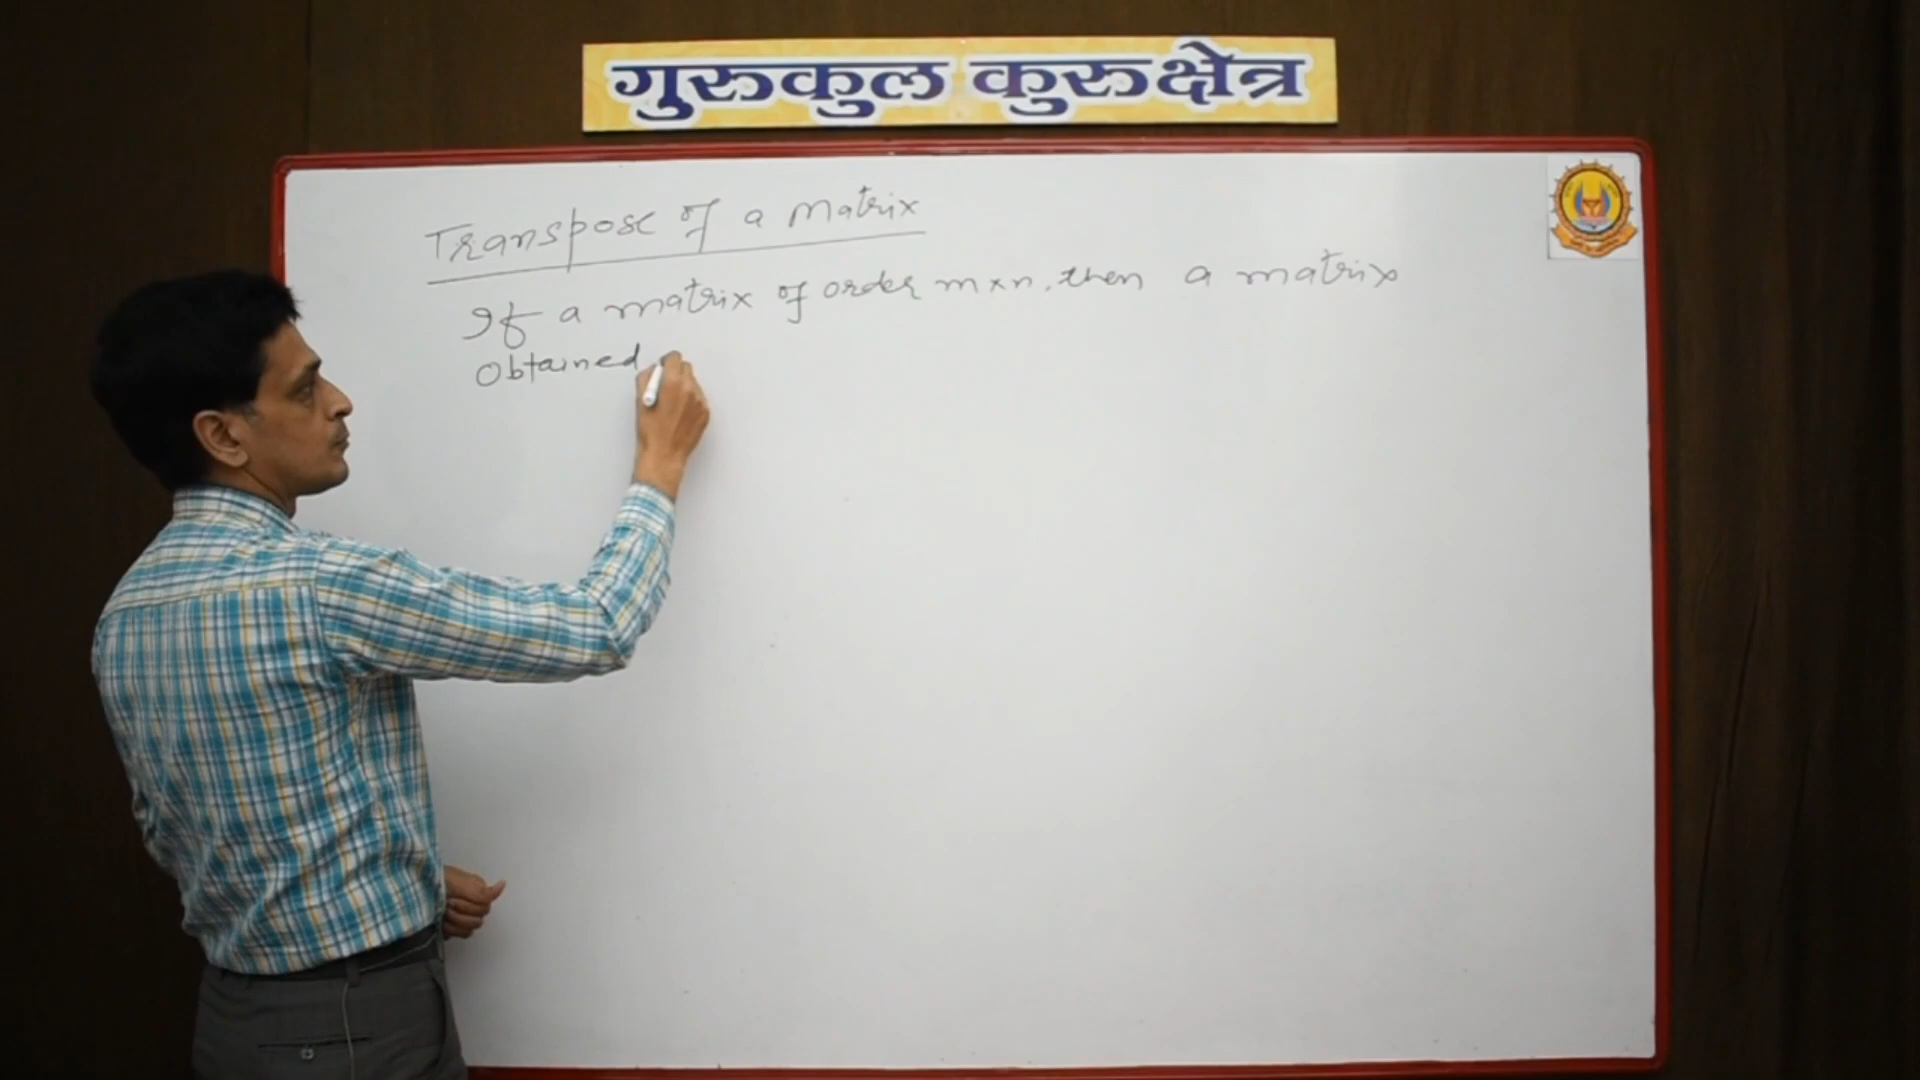 गुरुकुल कुरुक्षेत्र
Transpose of a Matrix
If a matrix of order m×n, then a matrix
Obtained